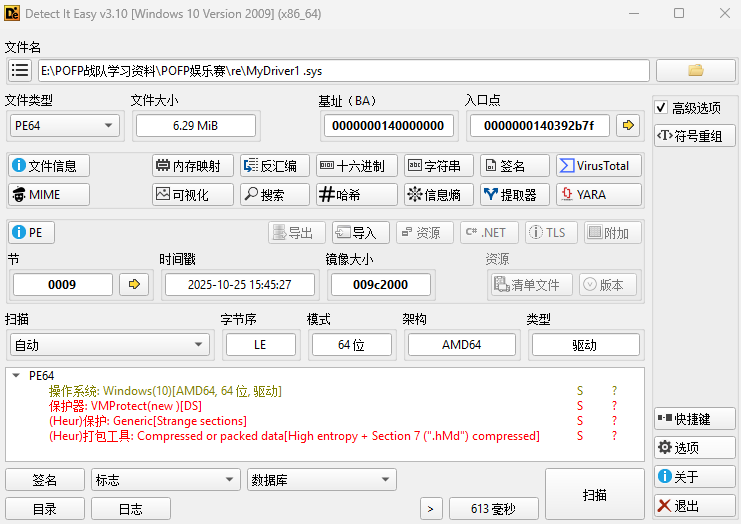 Detect It Easy v3.10 [Windows 10 Version 2009] (x86_64)
文件名
E:\POFP战队学习资料\POFP娱乐赛\re\MyDriver1 .sys
文件类型 文件大小 基址（BA） 入口点
PE64 6.29 MiB 0000000140000000 0000000140392b7f
高级选项
符号重组
文件信息 内存映射 反汇编 十六进制 字符串 签名 VirusTotal
MIME 可视化 搜索 哈希 信息熵 提取器 YARA
PE 导出 导入 资源 .NET TLS 附加
节 时间戳 镜像大小 资源
0009 2025-10-25 15:45:27 009c2000 清单文件 版本
扫描 字节序 模式 架构 类型
自动 LE 64 位 AMD64 驱动
PE64
操作系统: Windows(10)[AMD64, 64 位, 驱动] S ?
保护器: VMProtect(new )[DS] S ?
(Heur)保护: Generic[Strange sections] S ?
(Heur)打包工具: Compressed or packed data[High entropy + Section 7 (".hMd") compressed] S ?
快捷键
选项
关于
退出
签名 标志 数据库 扫描
目录 日志 > 613 毫秒